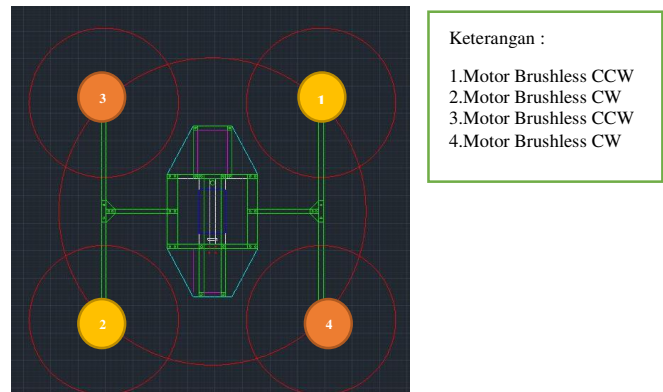 3
1
2
4
Keterangan :
1.Motor Brushless CCW
2.Motor Brushless CW
3.Motor Brushless CCW
4.Motor Brushless CW